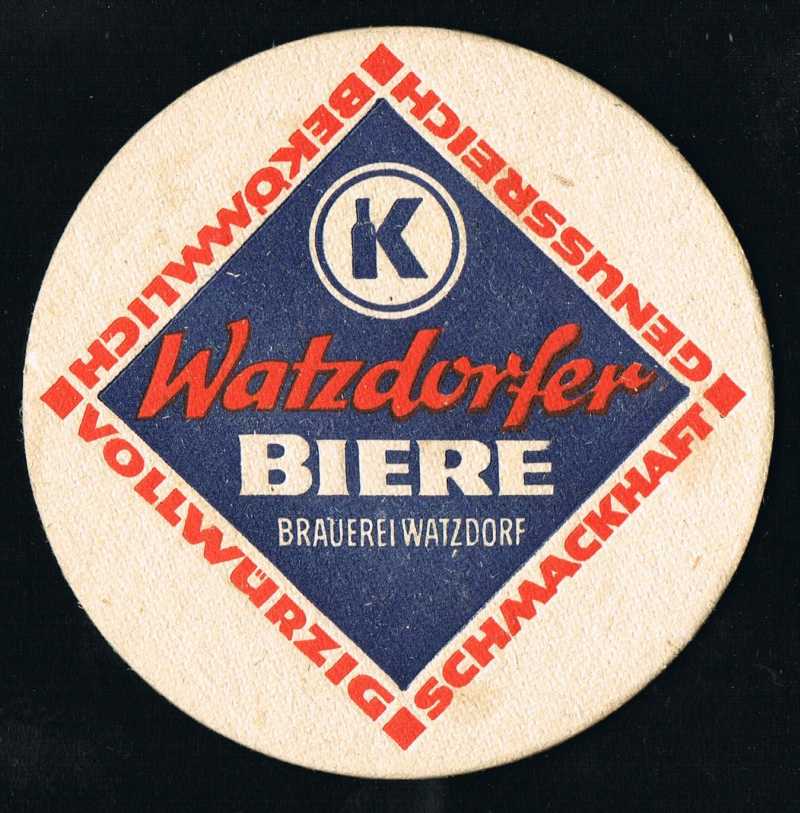 K
Watzdorfer
BIERE
BRAUEREI WATZDORF
BEKÖMMLICH
GENUSSREICH
VOLLWÜRZIG
SCHMACKHAFT